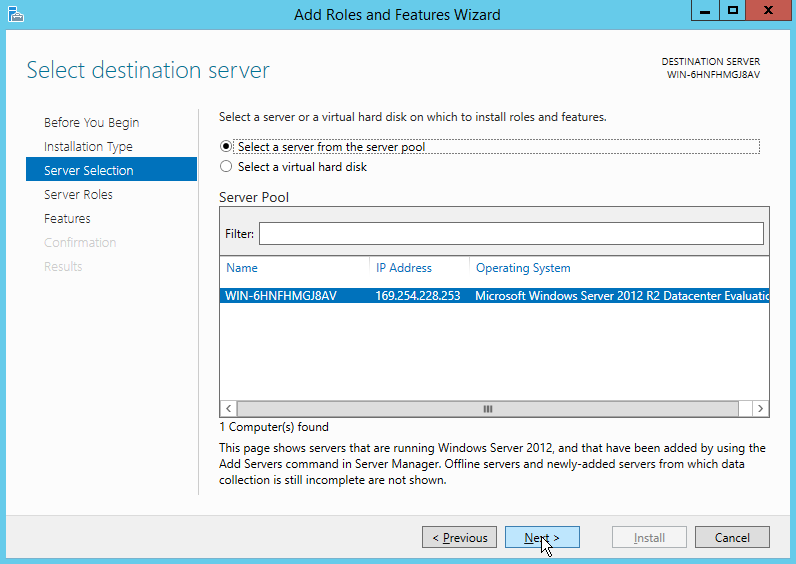 Add Roles and Features Wizard
Select destination server
DESTINATION SERVER
WIN-6HNFHMGJ8AV
Before You Begin
Installation Type
Server Selection
Server Roles
Features
Confirmation
Results
Select a server or a virtual hard disk on which to install roles and features.
Select a server from the server pool
Select a virtual hard disk
Server Pool
Filter:
Name IP Address Operating System
WIN-6HNFHMGJ8AV 169.254.228.253 Microsoft Windows Server 2012 R2 Datacenter Evaluatio
1 Computer(s) found
This page shows servers that are running Windows Server 2012, and that have been added by using the
Add Servers command in Server Manager. Offline servers and newly-added servers from which data
collection is still incomplete are not shown.
< Previous Next > Install Cancel